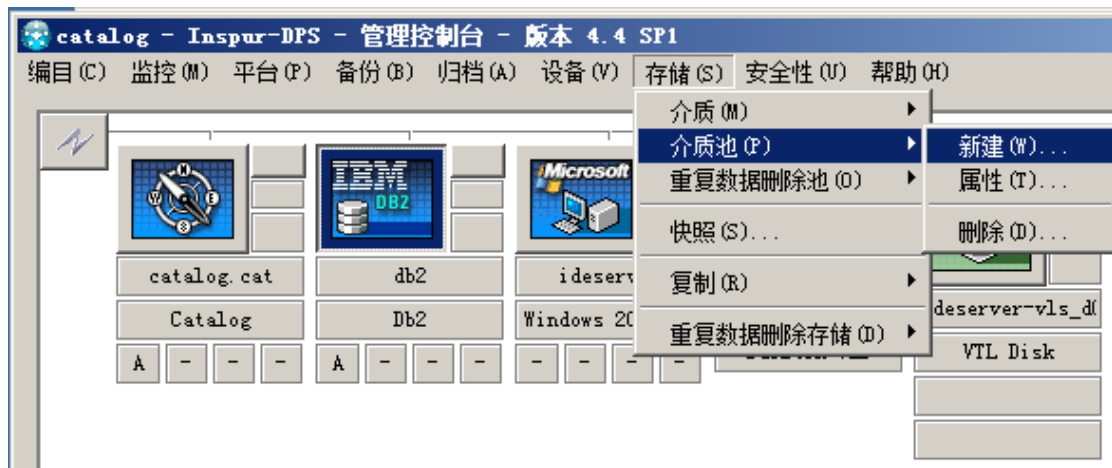 catalog - Inspur-DPS - 管理控制台 - 版本 4.4 SP1
编目(C) 监控(M) 平台(P) 备份(B) 归档(A) 设备(V) 存储(S) 安全性(U) 帮助(H)
介质(M)
介质池(P)
新建(W)...
重复数据删除池(O)
属性(T)...
快照(S)...
删除(D)...
复制(R)
重复数据删除存储(D)
IBM
DB2
Microsoft
catalog.cat
db2
ideserv
deserver-vls_d(
Catalog
Db2
Windows 20
VTL Disk
A - - -
A - - -
- - - -